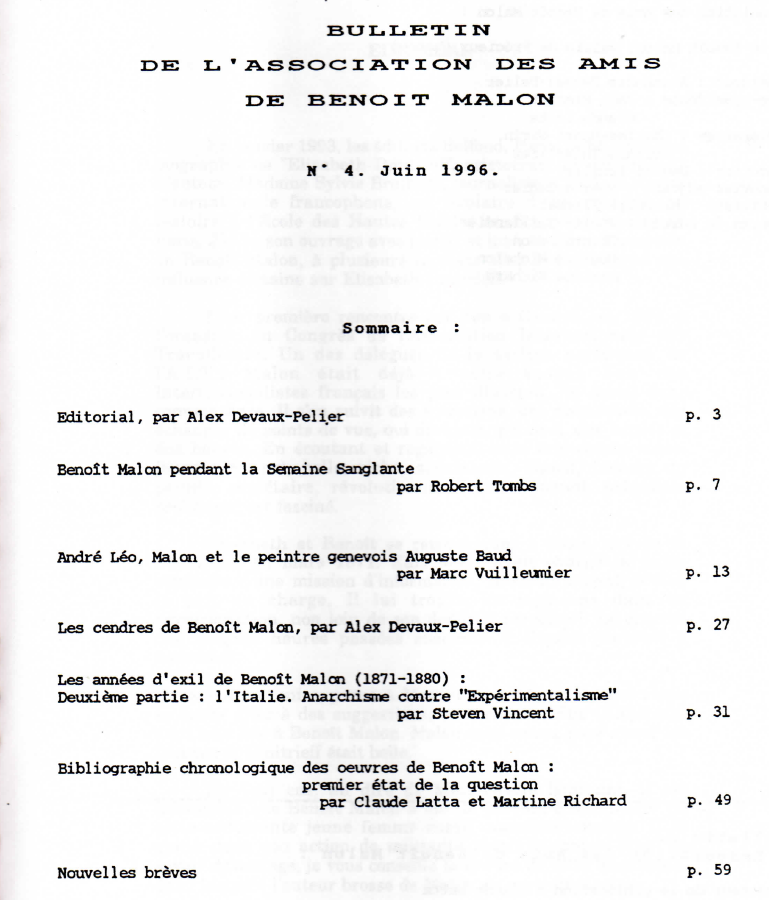 BULLETIN
DE L'ASSOCIATION DES AMIS
DE BENOIT MALON
N° 4. Juin 1996.
Sommaire :
Editorial, par Alex Devaux-Pelier p. 3
Benoît Malon pendant la Semaine Sanglante
par Robert Tombs p. 7
André Léo, Malon et le peintre genevois Auguste Baud
par Marc Vuilleumier p. 13
Les cendres de Benoît Malon, par Alex Devaux-Pelier p. 27
Les années d'exil de Benoît Malon (1871-1880) :
Deuxième partie : l'Italie. Anarchisme contre "Expérimentalisme"
par Steven Vincent p. 31
Bibliographie chronologique des oeuvres de Benoît Malon :
premier état de la question
par Claude Latta et Martine Richard p. 49
Nouvelles brèves p. 59